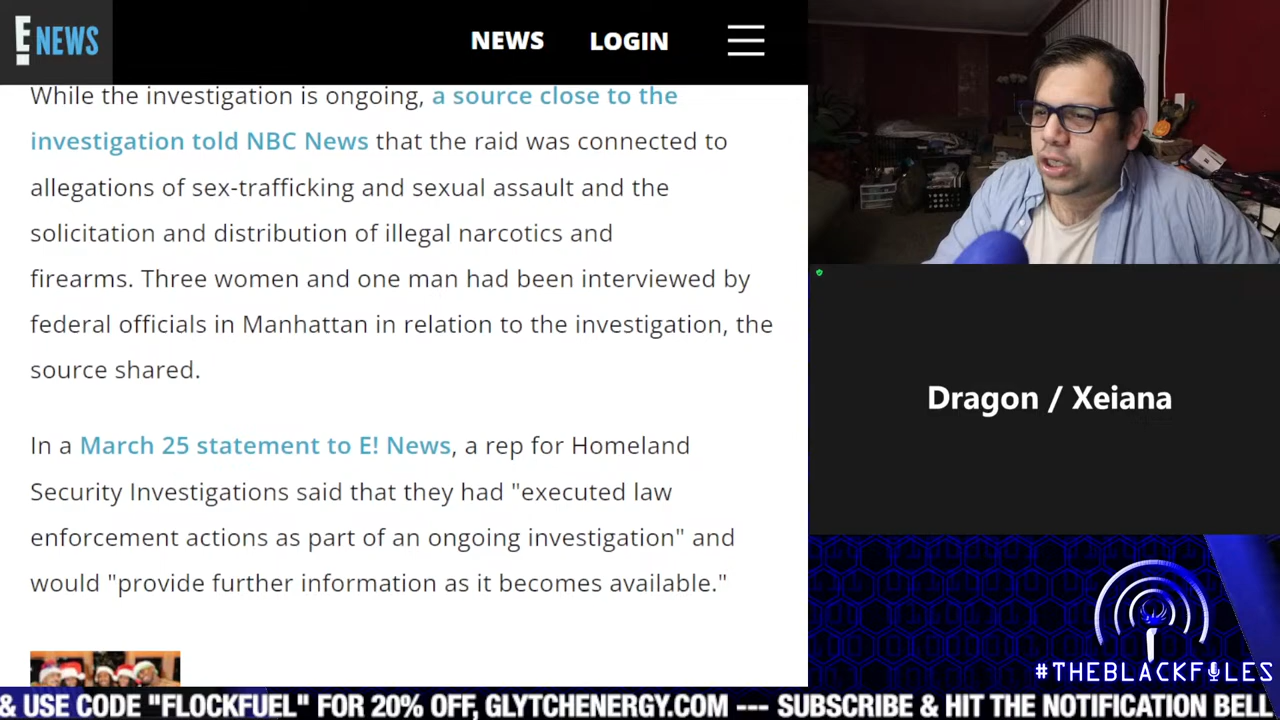 E NEWS
NEWS LOGIN
While the investigation is ongoing, a source close to the
investigation told NBC News that the raid was connected to
allegations of sex-trafficking and sexual assault and the
solicitation and distribution of illegal narcotics and
firearms. Three women and one man had been interviewed by
federal officials in Manhattan in relation to the investigation, the
source shared.
In a March 25 statement to E! News, a rep for Homeland
Security Investigations said that they had "executed law
enforcement actions as part of an ongoing investigation" and
would "provide further information as it becomes available."
Dragon / Xeiana
#THEBLACKFILES
& USE CODE "FLOCKFUEL" FOR 20% OFF, GLYTCHENERGY.COM --- SUBSCRIBE & HIT THE NOTIFICATION BELL